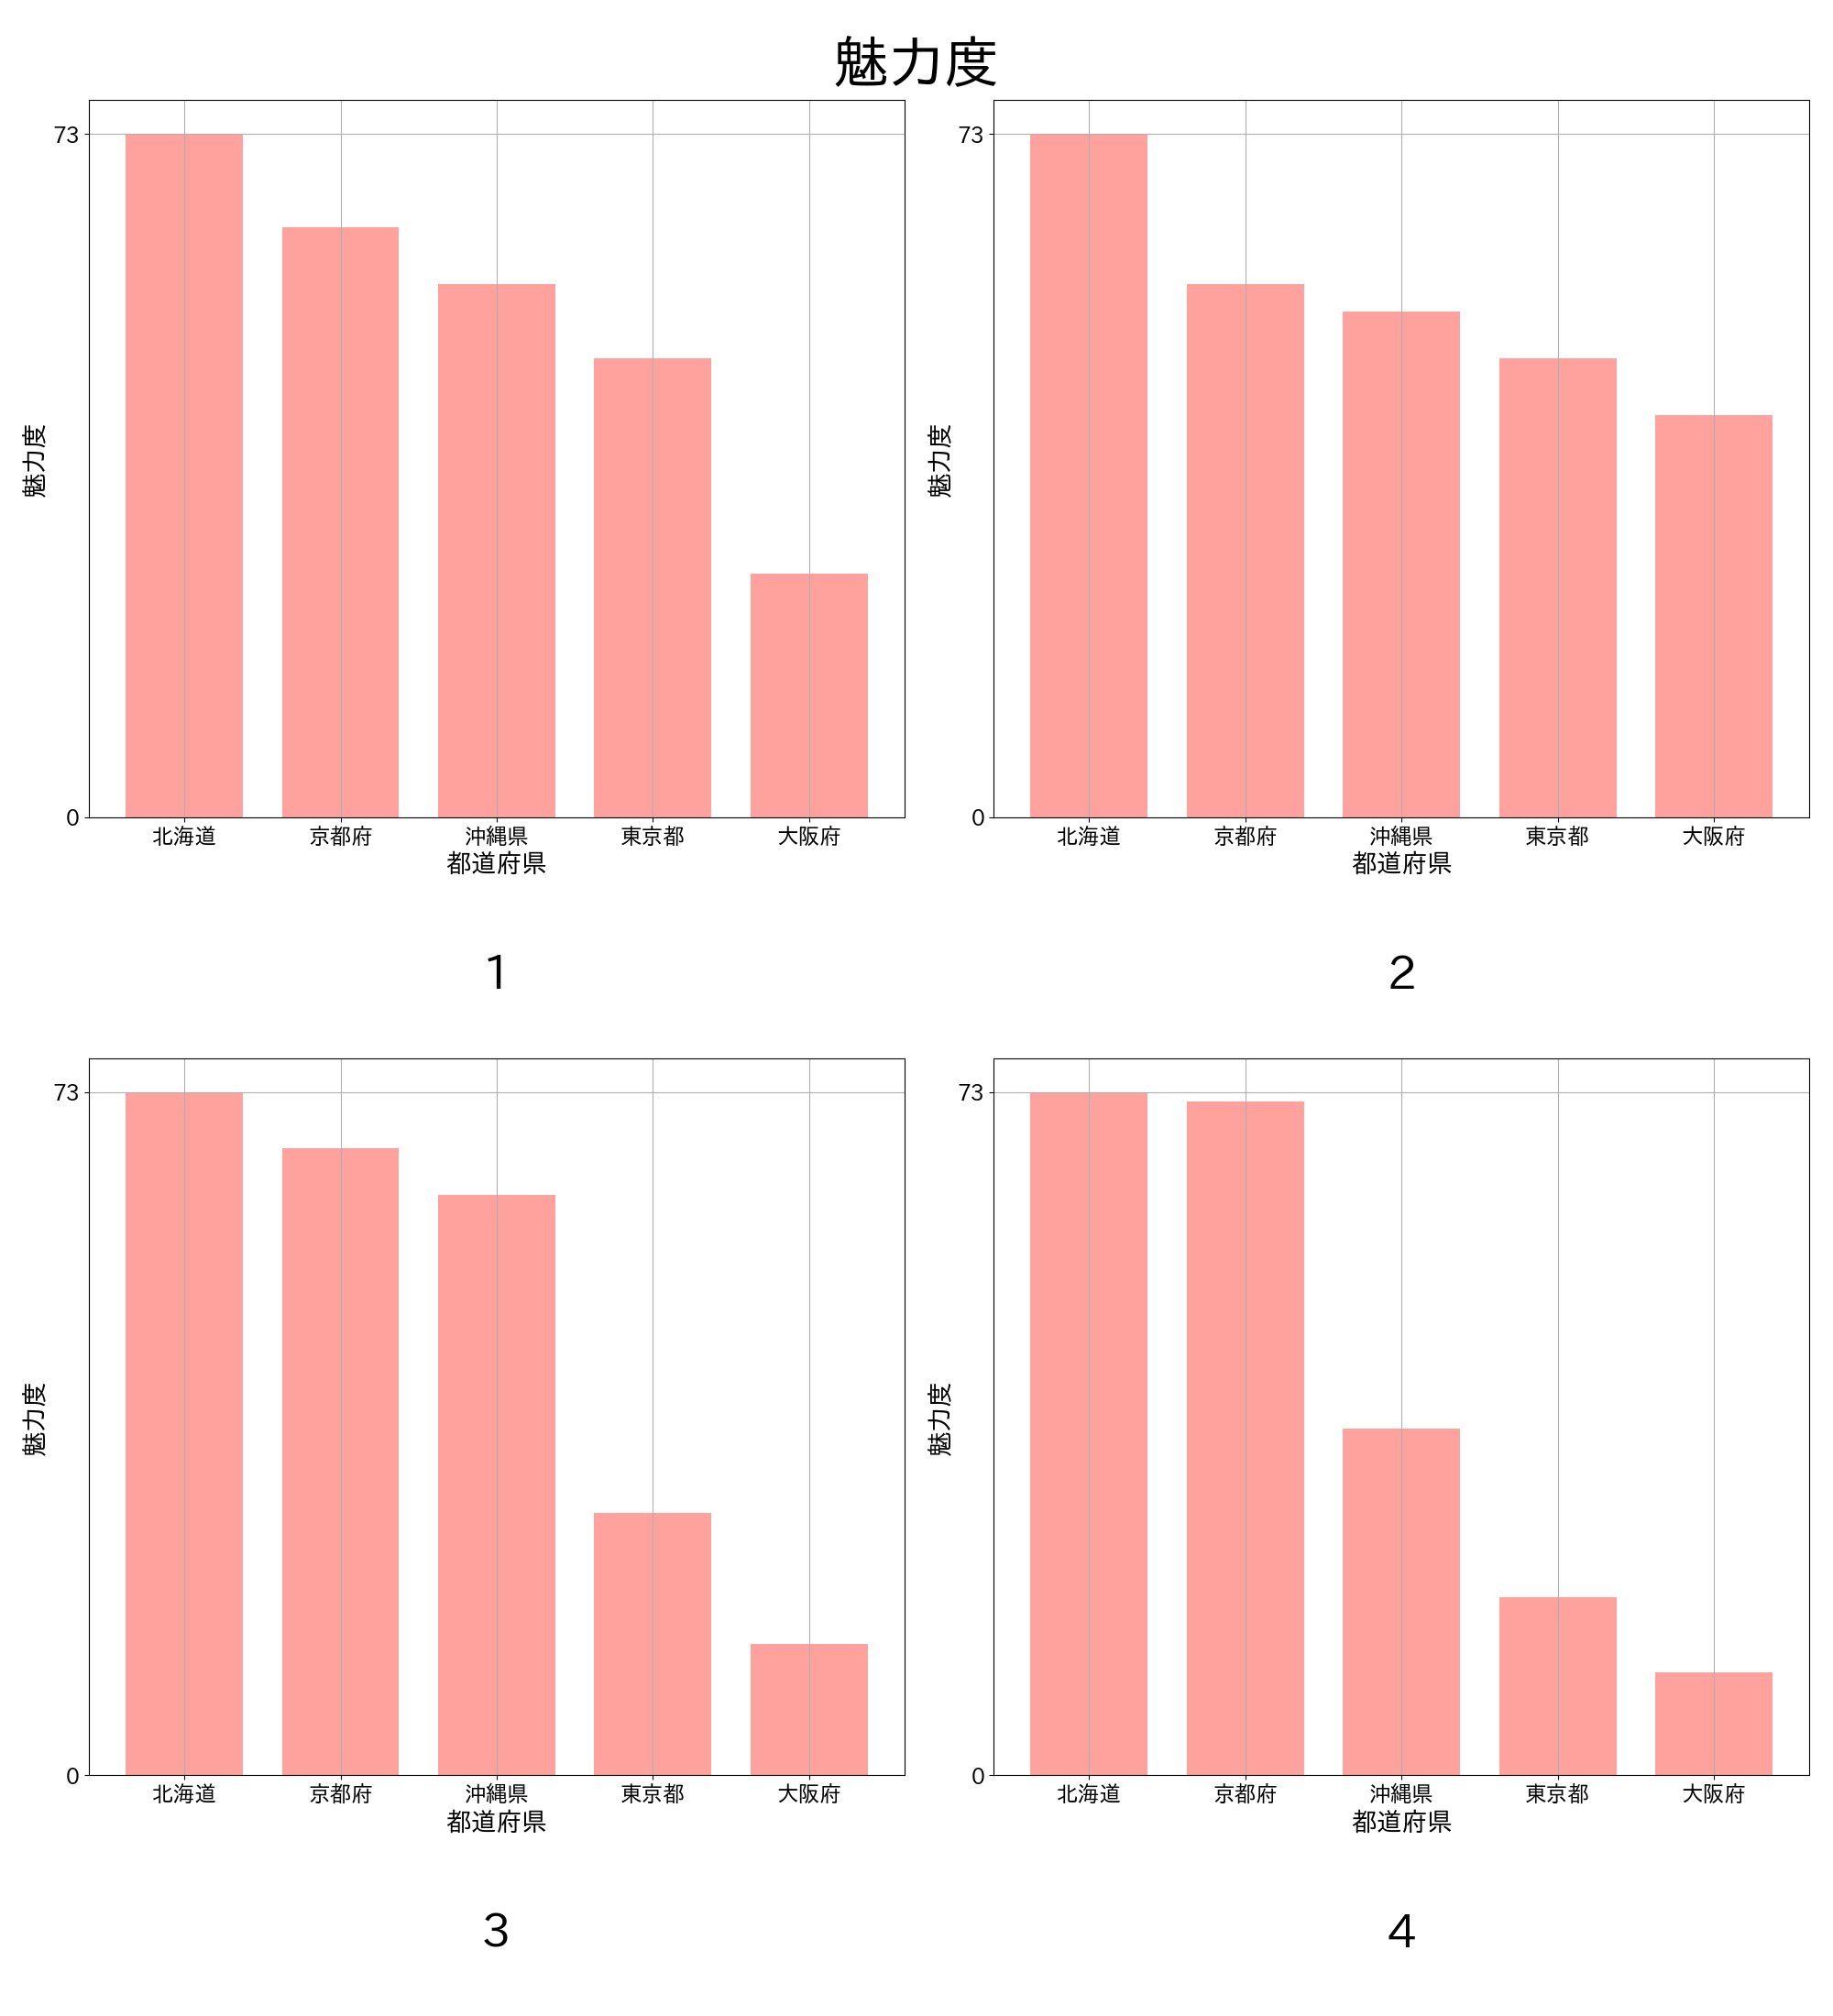 魅力度
73
0
魅力度
北海道 京都府 沖縄県 東京都 大阪府
都道府県
1
73
0
魅力度
北海道 京都府 沖縄県 東京都 大阪府
都道府県
2
73
0
魅力度
北海道 京都府 沖縄県 東京都 大阪府
都道府県
3
73
0
魅力度
北海道 京都府 沖縄県 東京都 大阪府
都道府県
4